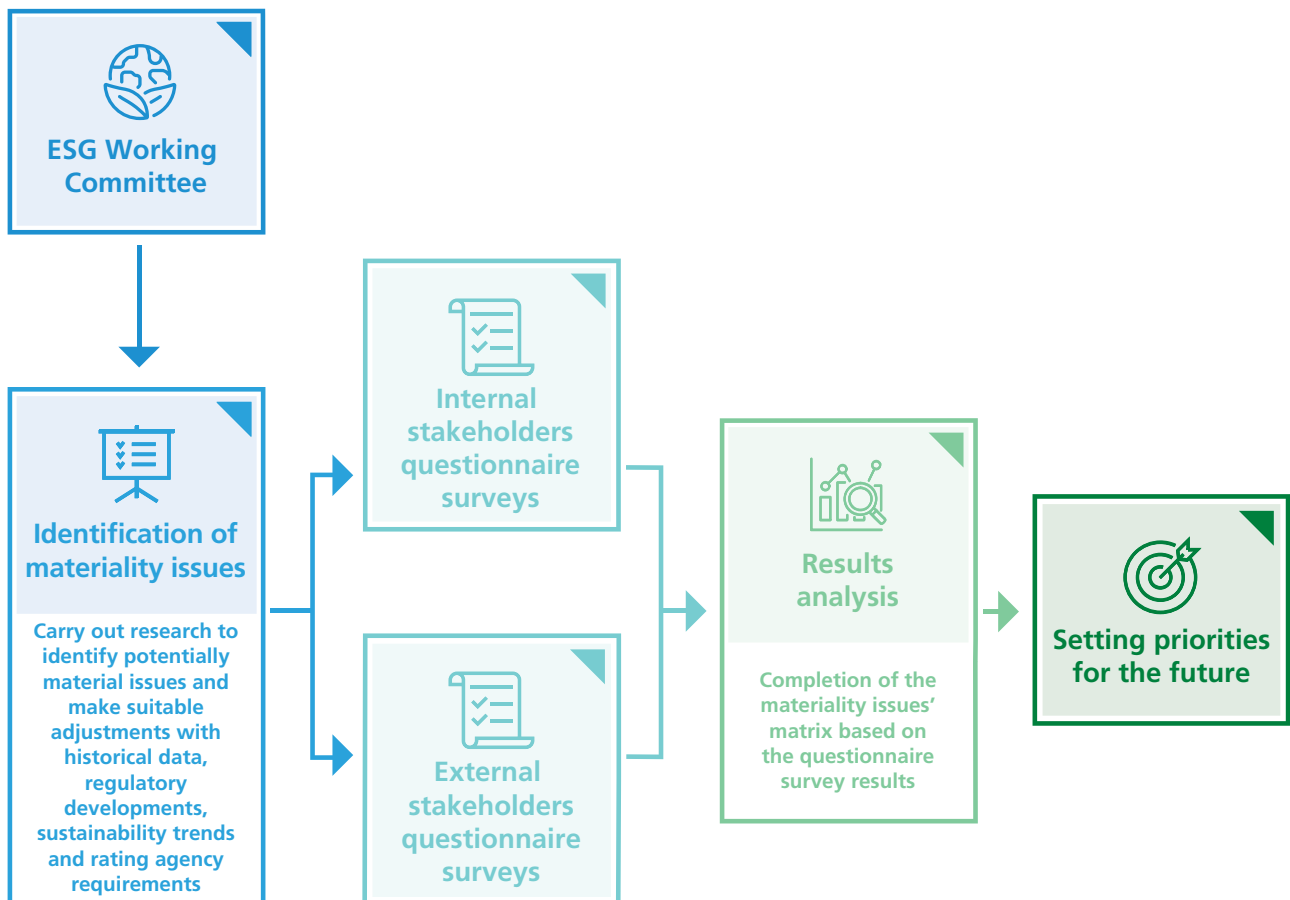 ESG Working
Committee
Identification of
materiality issues
Carry out research to
identify potentially
material issues and
make suitable
adjustments with
historical data,
regulatory
developments,
sustainability trends
and rating agency
requirements
Internal
stakeholders
questionnaire
surveys
External
stakeholders
questionnaire
surveys
Results
analysis
Completion of the
materiality issues’
matrix based on
the questionnaire
survey results
Setting priorities
for the future